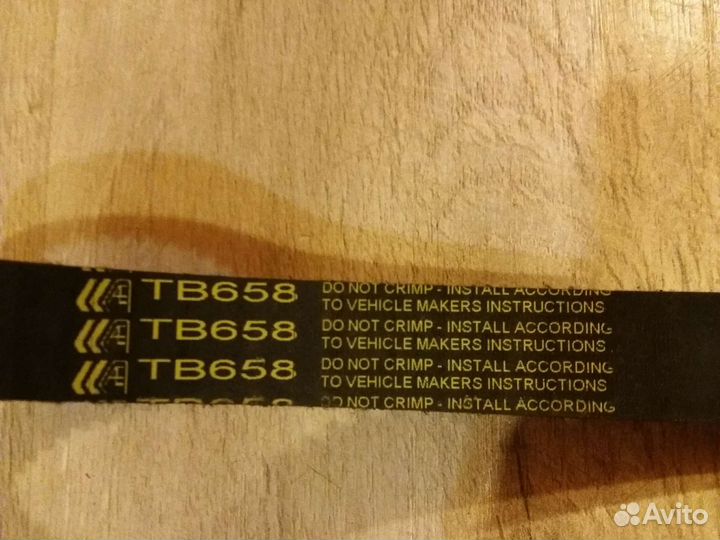 TB658 DO NOT CRIMP - INSTALL ACCORDING
TO VEHICLE MAKERS INSTRUCTIONS
TB658 DO NOT CRIMP - INSTALL ACCORDING
TO VEHICLE MAKERS INSTRUCTIONS
TB658 DO NOT CRIMP - INSTALL ACCORDING
TO VEHICLE MAKERS INSTRUCTIONS
DO NOT CRIMP - INSTALL ACCORDING
Avito